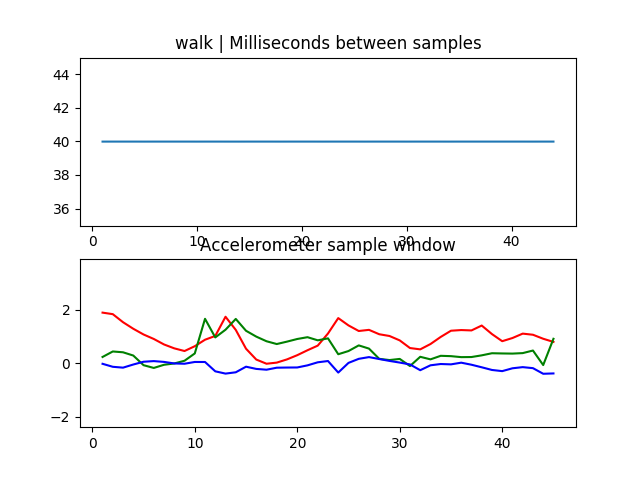 walk | Milliseconds between samples
44
42
40
38
36
0 10 20 30 40
Accelerometer sample window
2
0
−2
0 10 20 30 40